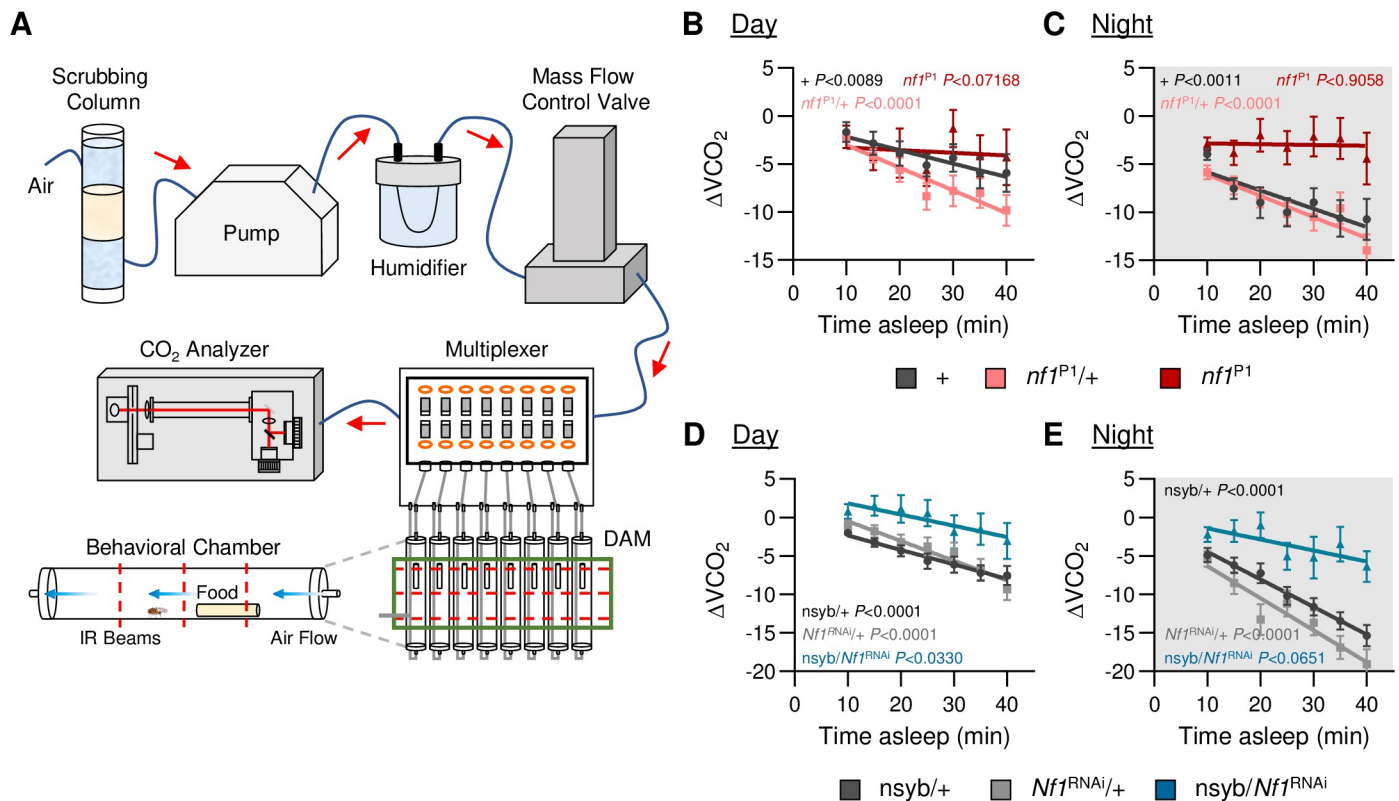 A
Scrubbing
Column
Air
Pump
Humidifier
Mass Flow
Control Valve
CO₂ Analyzer
Multiplexer
DAM
Behavioral Chamber
Food
IR Beams
Air Flow
B Day
5
0
-5
-10
-15
ΔVCO₂
+ P<0.0089
nf1ᴾ¹ P<0.07168
nf1ᴾ¹/+ P<0.0001
0 10 20 30 40
Time asleep (min)
C Night
5
0
-5
-10
-15
ΔVCO₂
+ P<0.0011
nf1ᴾ¹ P<0.9058
nf1ᴾ¹/+ P<0.0001
0 10 20 30 40
Time asleep (min)
+ nf1ᴾ¹/+ nf1ᴾ¹
D Day
5
0
-5
-10
-15
-20
ΔVCO₂
nsyb/+ P<0.0001
Nf1ᴿᴺᴬⁱ/+ P<0.0001
nsyb/Nf1ᴿᴺᴬⁱ P<0.0330
0 10 20 30 40
Time asleep (min)
E Night
5
0
-5
-10
-15
-20
ΔVCO₂
nsyb/+ P<0.0001
Nf1ᴿᴺᴬⁱ/+ P<0.0001
nsyb/Nf1ᴿᴺᴬⁱ P<0.0651
0 10 20 30 40
Time asleep (min)
nsyb/+ Nf1ᴿᴺᴬⁱ/+ nsyb/Nf1ᴿᴺᴬⁱ